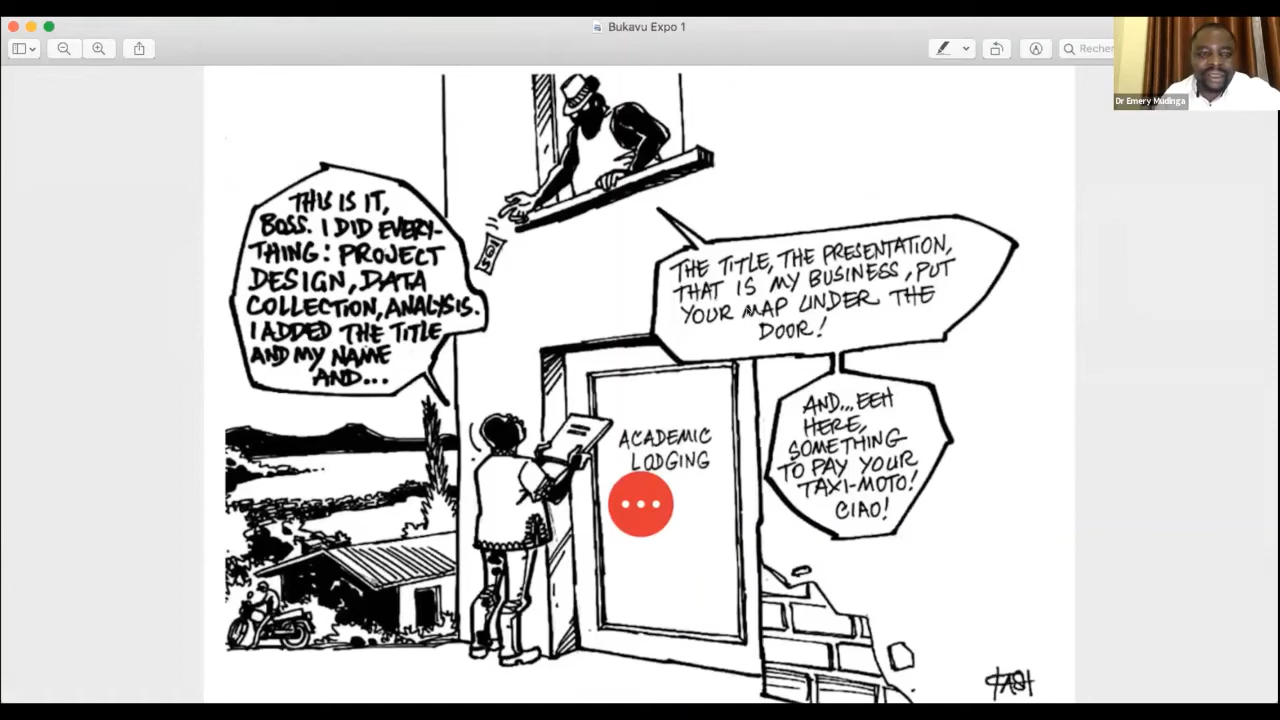 Bukavu Expo 1
Recher
Dr Emery Mudinga
THIS IS IT,
BOSS. I DID EVERY-
THING: PROJECT
DESIGN, DATA
COLLECTION, ANALYSIS.
I ADDED THE TITLE
AND MY NAME
AND...
THE TITLE, THE PRESENTATION,
THAT IS MY BUSINESS, PUT
YOUR MAP UNDER THE
DOOR!
AND...EEH
HERE,
SOMETHING
TO PAY YOUR
TAXI-MOTO!
CIAO!
ACADEMIC
LODGING